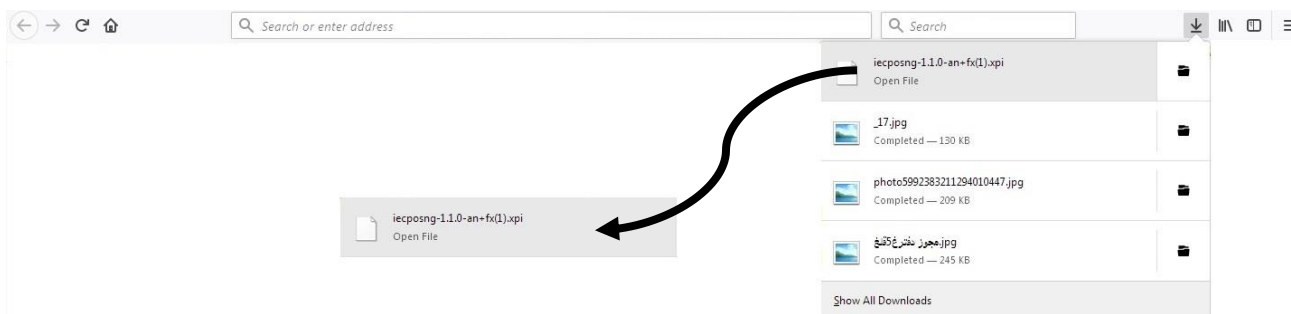 Search or enter address
Search
iecposng-1.1.0-an+fx(1).xpi
Open File
_17.jpg
Completed — 130 KB
photo5992383211294010447.jpg
Completed — 209 KB
مجوز دفترغ5قفغ.jpg
Completed — 245 KB
Show All Downloads
iecposng-1.1.0-an+fx(1).xpi
Open File